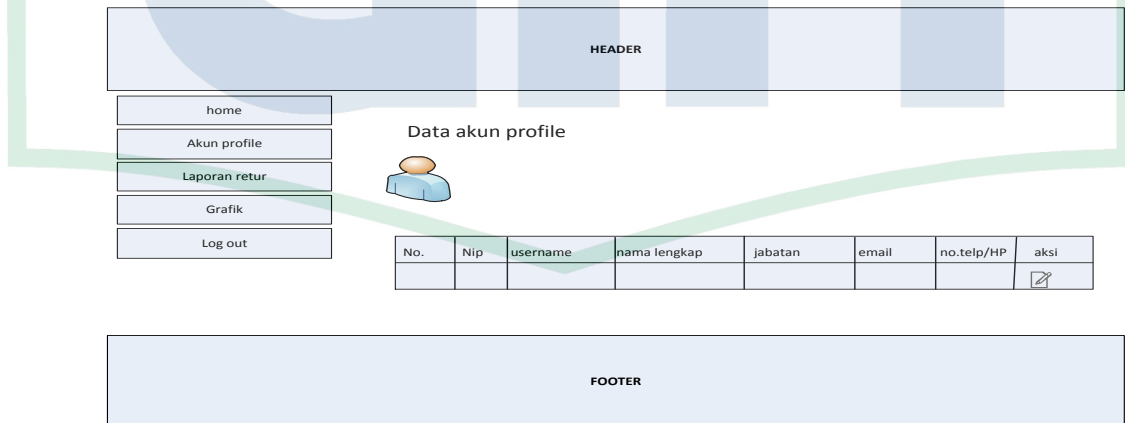 HEADER
home
Akun profile
Laporan retur
Grafik
Log out
Data akun profile
No. Nip username nama lengkap jabatan email no.telp/HP aksi
FOOTER